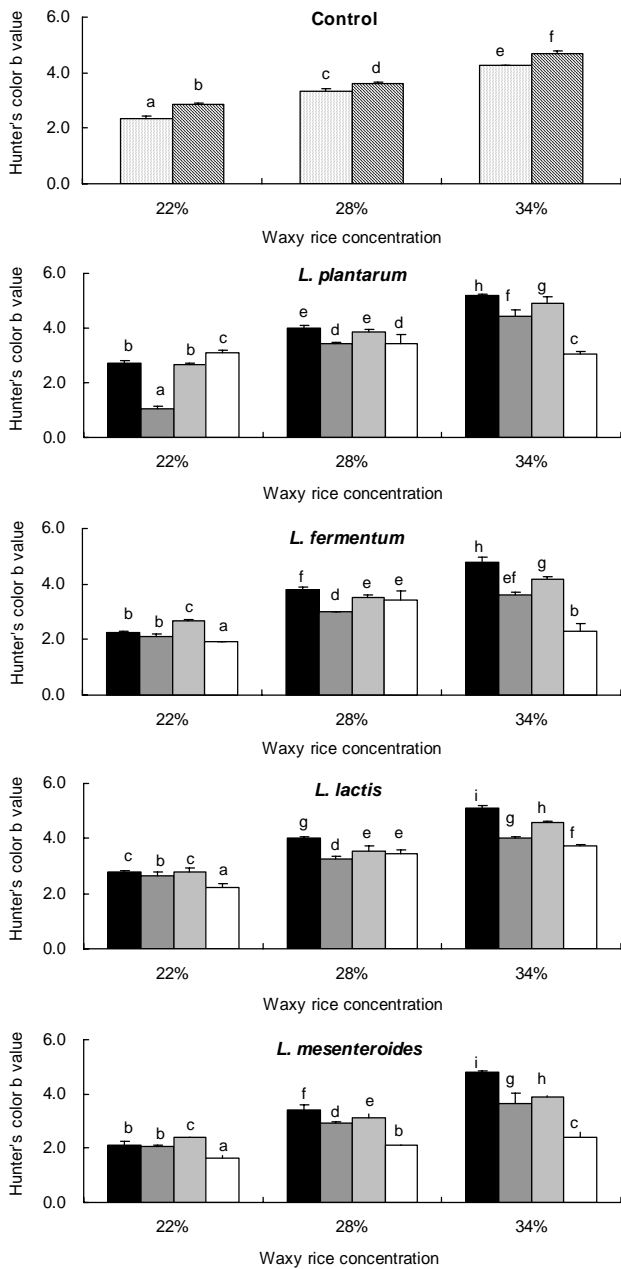 Control
Hunter's color b value
6.0
4.0
2.0
0.0
a
b
c
d
e
f
22%
28%
34%
Waxy rice concentration
L. plantarum
Hunter's color b value
6.0
4.0
2.0
0.0
b
a
b
c
e
d
e
d
h
f
g
c
22%
28%
34%
Waxy rice concentration
L. fermentum
Hunter's color b value
6.0
4.0
2.0
0.0
b
b
c
a
f
d
e
e
h
ef
g
b
22%
28%
34%
Waxy rice concentration
L. lactis
Hunter's color b value
6.0
4.0
2.0
0.0
c
b
c
a
g
d
e
e
i
g
h
f
22%
28%
34%
Waxy rice concentration
L. mesenteroides
Hunter's color b value
6.0
4.0
2.0
0.0
b
b
c
a
f
d
e
b
i
g
h
c
22%
28%
34%
Waxy rice concentration